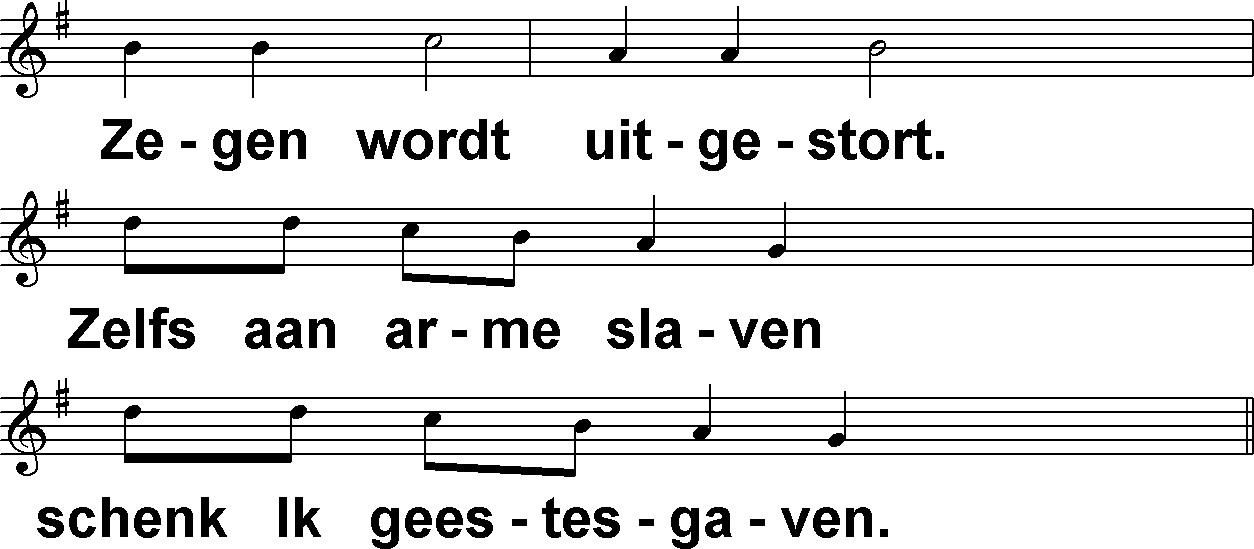 Ze - gen wordt uit - ge - stort.
Zelfs aan ar - me sla - ven
schenk Ik gees - tes - ga - ven.